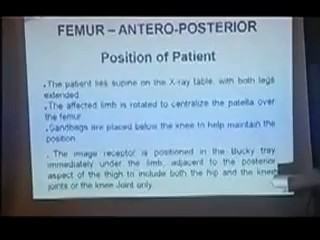 FEMUR – ANTERO-POSTERIOR
Position of Patient
•The patient lies supine on the X-ray table, with both legs
extended.
•The affected limb is rotated to centralize the patella over
the femur.
•Sandbags are placed below the knee to help maintain the
position.
• The image receptor is positioned in the Bucky tray
immediately under the limb, adjacent to the posterior
aspect of the thigh to include both the hip and the knee
joints or the knee Joint only.